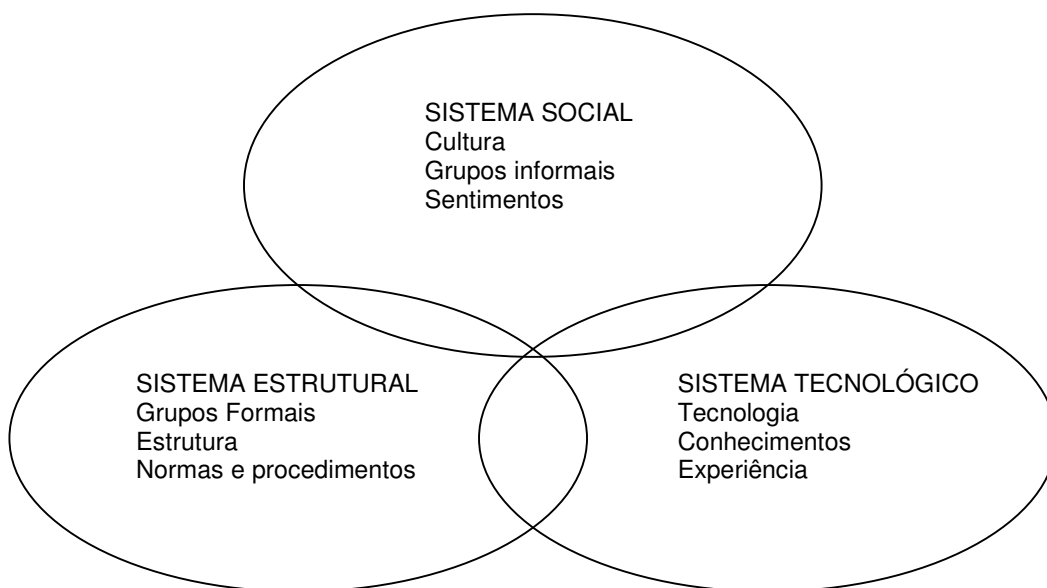 SISTEMA SOCIAL
Cultura
Grupos informais
Sentimentos
SISTEMA ESTRUTURAL
Grupos Formais
Estrutura
Normas e procedimentos
SISTEMA TECNOLÓGICO
Tecnologia
Conhecimentos
Experiência